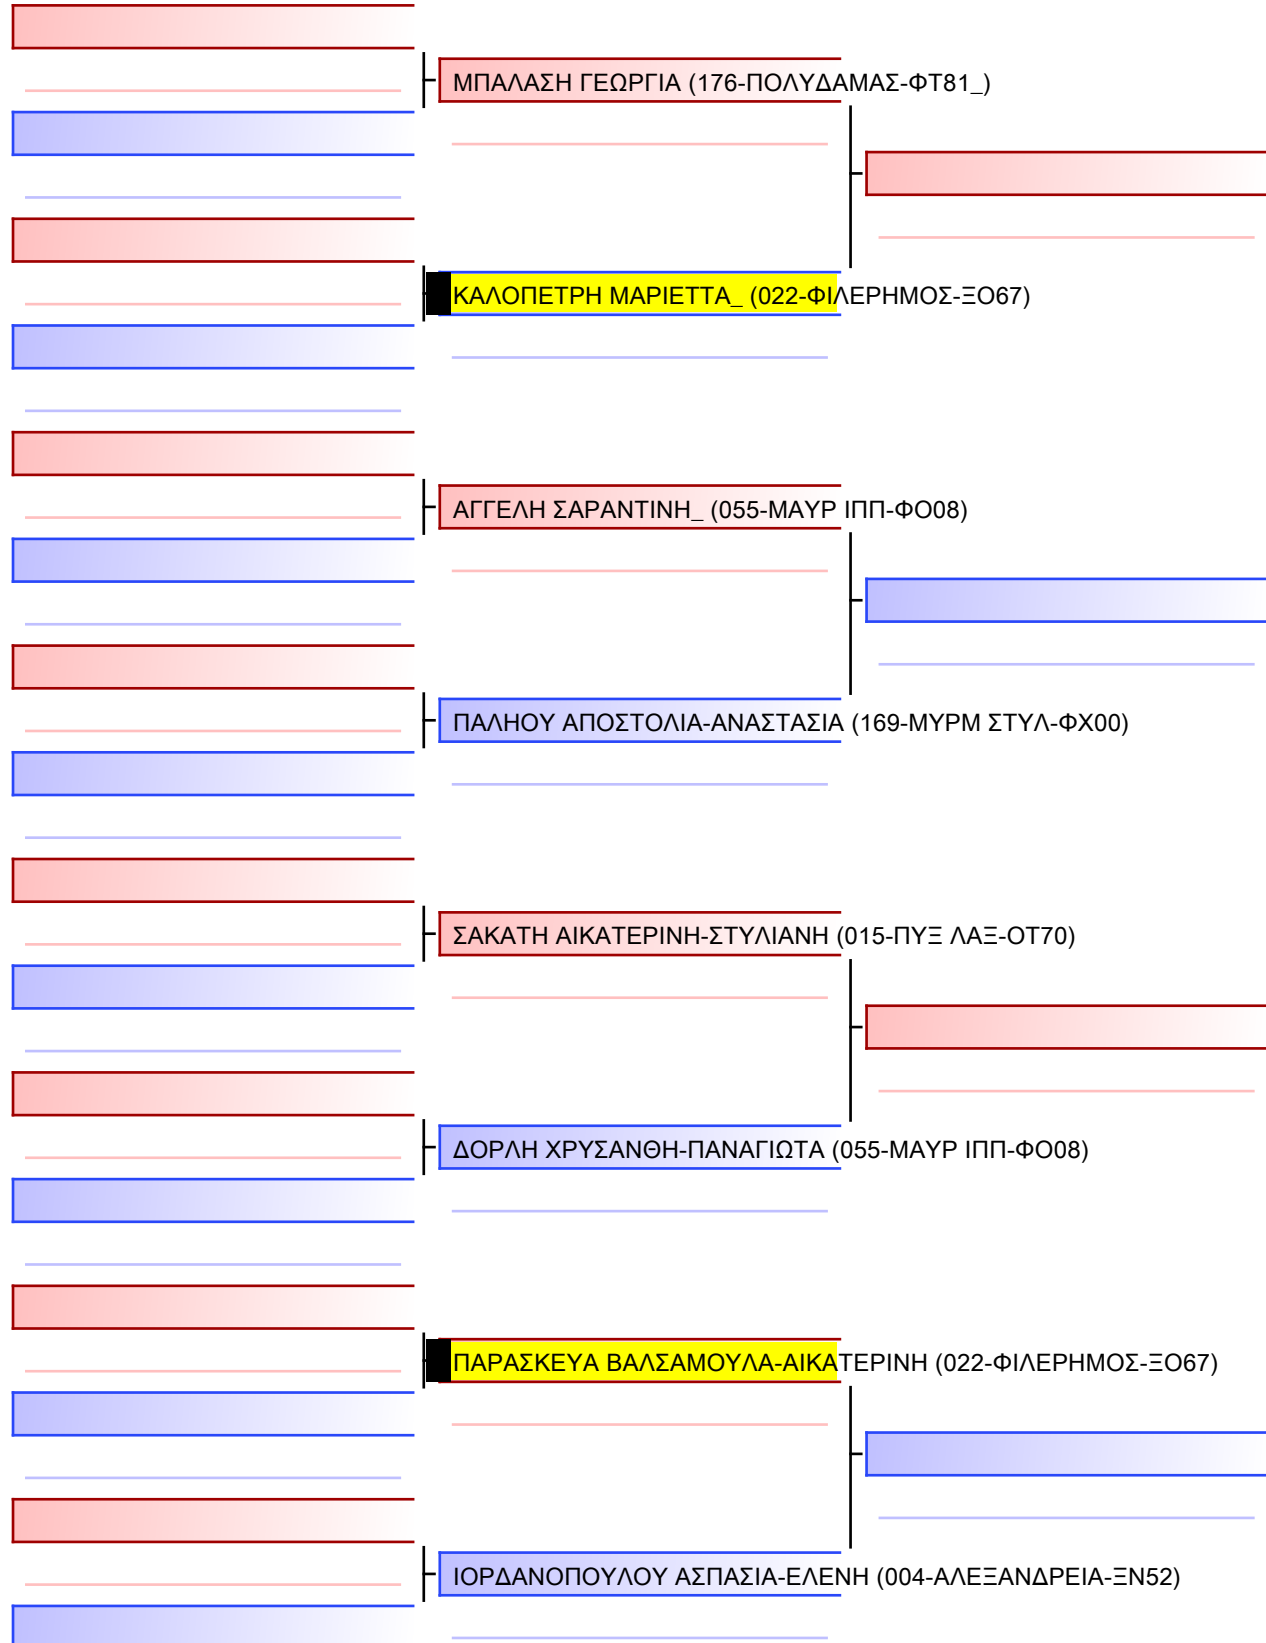 ΜΠΑΛΑΣΗ ΓΕΩΡΓΙΑ (176-ΠΟΛΥΔΑΜΑΣ-ΦΤ81_)
ΚΑΛΟΠΕΤΡΗ ΜΑΡΙΕΤΤΑ_ (022-ΦΙΛΕΡΗΜΟΣ-ΞΟ67)
ΑΓΓΕΛΗ ΣΑΡΑΝΤΙΝΗ_ (055-ΜΑΥΡ ΙΠΠ-ΦΟ08)
ΠΑΛΗΟΥ ΑΠΟΣΤΟΛΙΑ-ΑΝΑΣΤΑΣΙΑ (169-ΜΥΡΜ ΣΤΥΛ-ΦΧ00)
ΣΑΚΑΤΗ ΑΙΚΑΤΕΡΙΝΗ-ΣΤΥΛΙΑΝΗ (015-ΠΥΞ ΛΑΞ-ΟΤ70)
ΔΟΡΛΗ ΧΡΥΣΑΝΘΗ-ΠΑΝΑΓΙΩΤΑ (055-ΜΑΥΡ ΙΠΠ-ΦΟ08)
ΠΑΡΑΣΚΕΥΑ ΒΑΛΣΑΜΟΥΛΑ-ΑΙΚΑΤΕΡΙΝΗ (022-ΦΙΛΕΡΗΜΟΣ-ΞΟ67)
ΙΟΡΔΑΝΟΠΟΥΛΟΥ ΑΣΠΑΣΙΑ-ΕΛΕΝΗ (004-ΑΛΕΞΑΝΔΡΕΙΑ-ΞΝ52)